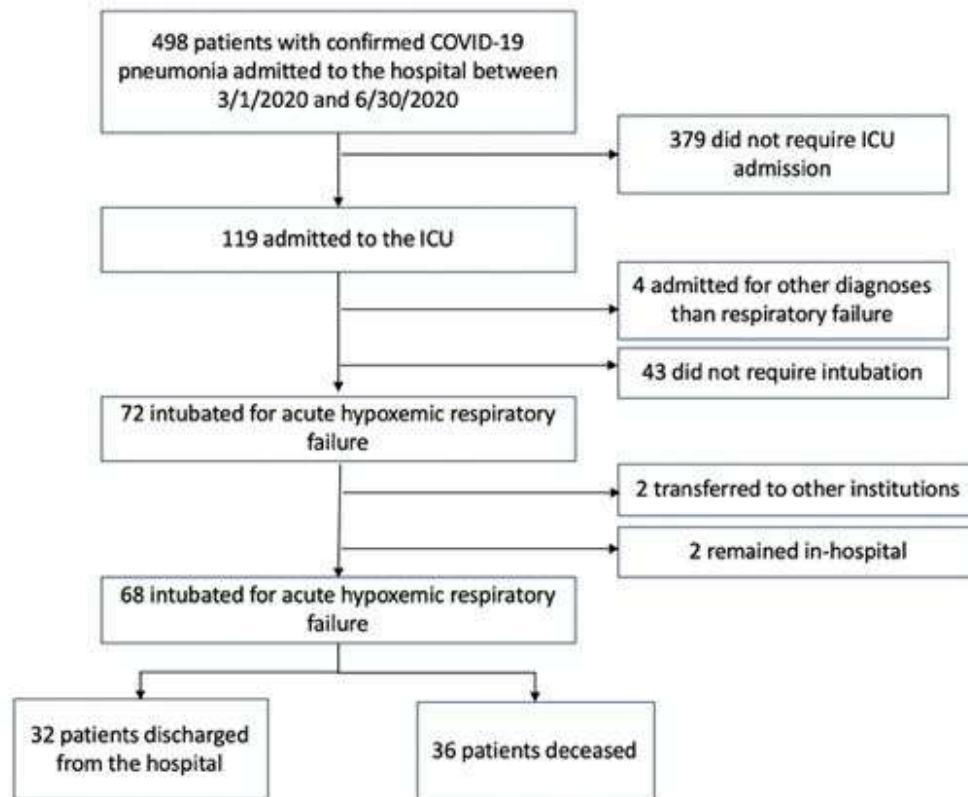 498 patients with confirmed COVID-19
pneumonia admitted to the hospital between
3/1/2020 and 6/30/2020
379 did not require ICU
admission
119 admitted to the ICU
4 admitted for other diagnoses
than respiratory failure
43 did not require intubation
72 intubated for acute hypoxemic respiratory
failure
2 transferred to other institutions
2 remained in-hospital
68 intubated for acute hypoxemic respiratory
failure
32 patients discharged
from the hospital
36 patients deceased